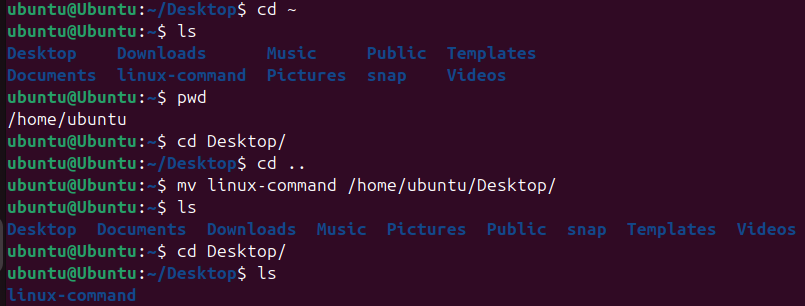 ubuntu@Ubuntu:~/Desktop$ cd ~
ubuntu@Ubuntu:~$ ls
Desktop    Downloads      Music     Public  Templates
Documents  linux-command  Pictures  snap    Videos
ubuntu@Ubuntu:~$ pwd
/home/ubuntu
ubuntu@Ubuntu:~$ cd Desktop/
ubuntu@Ubuntu:~/Desktop$ cd ..
ubuntu@Ubuntu:~$ mv linux-command /home/ubuntu/Desktop/
ubuntu@Ubuntu:~$ ls
Desktop  Documents  Downloads  Music  Pictures  Public  snap  Templates  Videos
ubuntu@Ubuntu:~$ cd Desktop/
ubuntu@Ubuntu:~/Desktop$ ls
linux-command